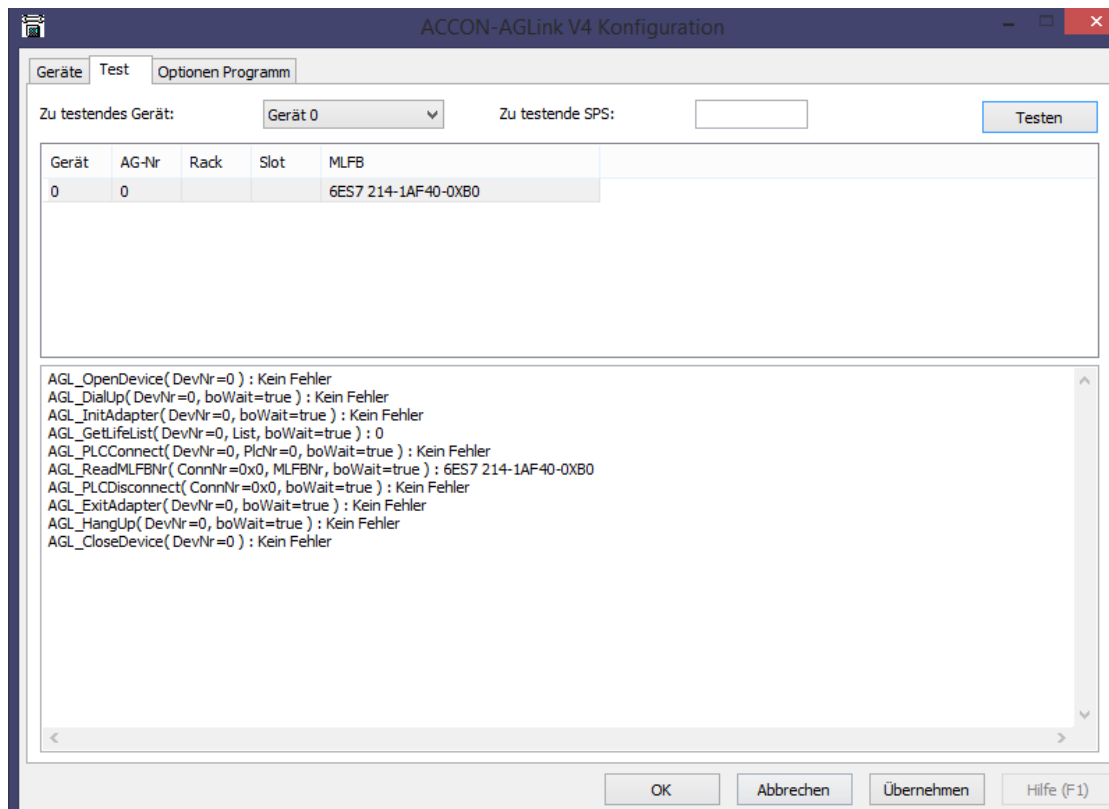 ACCON-AGLink V4 Konfiguration
Geräte Test Optionen Programm
Zu testendes Gerät: Gerät 0 Zu testende SPS: Testen
Gerät AG-Nr Rack Slot MLFB
0 0 6ES7 214-1AF40-0XB0
AGL_OpenDevice( DevNr=0 ) : Kein Fehler
AGL_DialUp( DevNr=0, boWait=true ) : Kein Fehler
AGL_InitAdapter( DevNr=0, boWait=true ) : Kein Fehler
AGL_GetLifeList( DevNr=0, List, boWait=true ) : 0
AGL_PLCConnect( DevNr=0, PlcNr=0, boWait=true ) : Kein Fehler
AGL_ReadMLFBNr( ConnNr=0x0, MLFBNr, boWait=true ) : 6ES7 214-1AF40-0XB0
AGL_PLCDisconnect( ConnNr=0x0, boWait=true ) : Kein Fehler
AGL_ExitAdapter( DevNr=0, boWait=true ) : Kein Fehler
AGL_HangUp( DevNr=0, boWait=true ) : Kein Fehler
AGL_CloseDevice( DevNr=0 ) : Kein Fehler
OK Abbrechen Übernehmen Hilfe (F1)